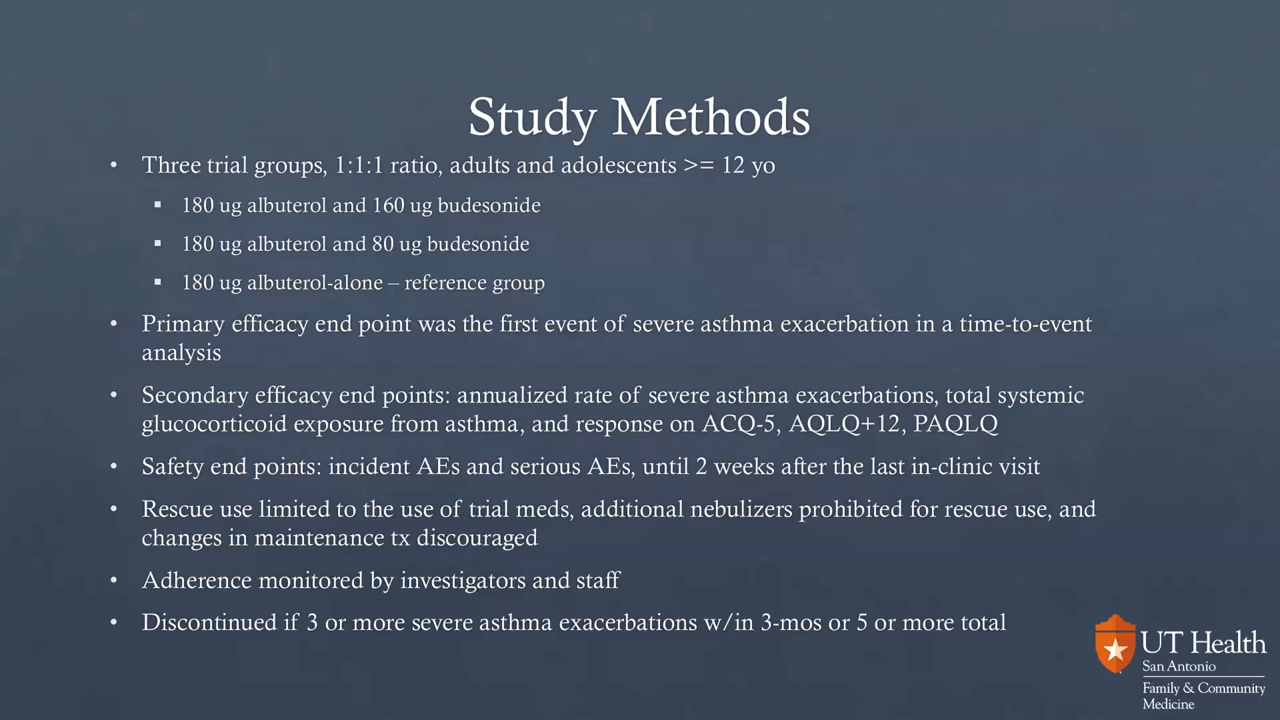 Study Methods
• Three trial groups, 1:1:1 ratio, adults and adolescents >= 12 yo
▪ 180 ug albuterol and 160 ug budesonide
▪ 180 ug albuterol and 80 ug budesonide
▪ 180 ug albuterol-alone – reference group
• Primary efficacy end point was the first event of severe asthma exacerbation in a time-to-event
analysis
• Secondary efficacy end points: annualized rate of severe asthma exacerbations, total systemic
glucocorticoid exposure from asthma, and response on ACQ-5, AQLQ+12, PAQLQ
• Safety end points: incident AEs and serious AEs, until 2 weeks after the last in-clinic visit
• Rescue use limited to the use of trial meds, additional nebulizers prohibited for rescue use, and
changes in maintenance tx discouraged
• Adherence monitored by investigators and staff
• Discontinued if 3 or more severe asthma exacerbations w/in 3-mos or 5 or more total
UT Health
San Antonio
Family & Community
Medicine